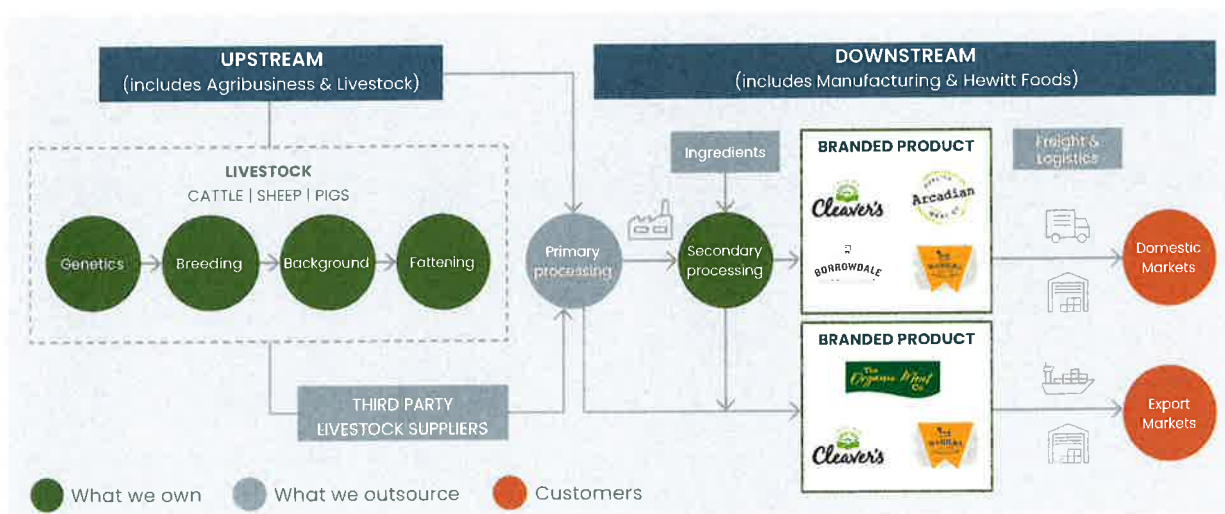 UPSTREAM
(includes Agribusiness & Livestock)
DOWNSTREAM
(includes Manufacturing & Hewitt Foods)
LIVESTOCK
CATTLE | SHEEP | PIGS
Genetics
Breeding
Background
Fattening
THIRD PARTY
LIVESTOCK SUPPLIERS
Primary
processing
Ingredients
Secondary
processing
BRANDED PRODUCT
Cleaver's
Arcadian
MEAT CO
BORROWDALE
BRANDED PRODUCT
The
Organic Meat
Co
Cleaver's
Freight &
Logistics
Domestic
Markets
Export
Markets
What we own
What we outsource
Customers